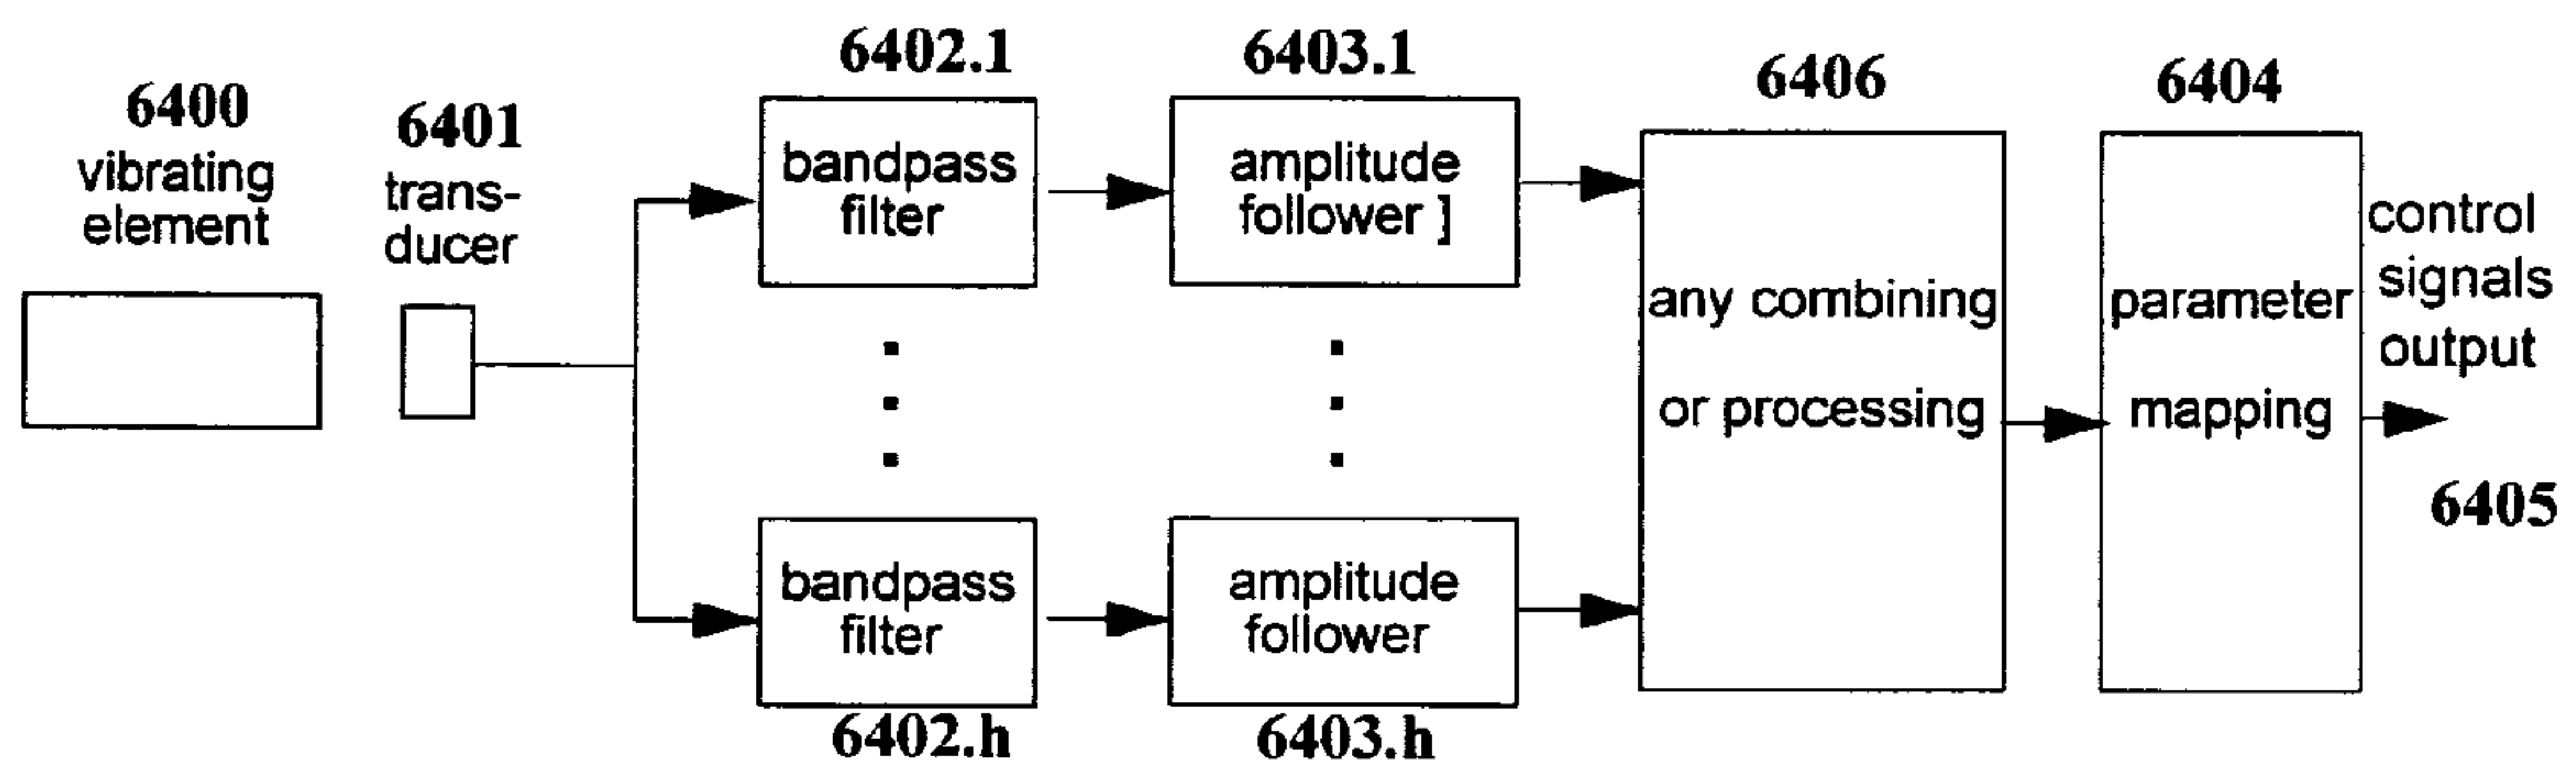 6400
vibrating
element
6401
trans-
ducer
6402.1
bandpass
filter
6403.1
amplitude
follower ]
6402.h
bandpass
filter
6403.h
amplitude
follower
6406
any combining
or processing
6404
parameter
mapping
control
signals
output
6405